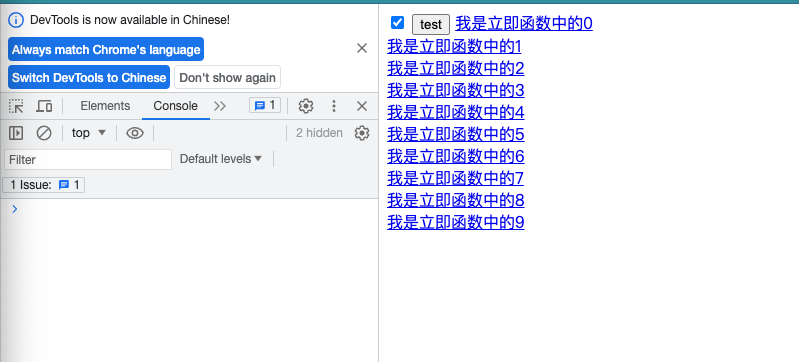 DevTools is now available in Chinese!
Always match Chrome's language
Switch DevTools to Chinese Don't show again
Elements Console 1
top 2 hidden
Filter Default levels
1 Issue: 1
test 我是立即函数中的0
我是立即函数中的1
我是立即函数中的2
我是立即函数中的3
我是立即函数中的4
我是立即函数中的5
我是立即函数中的6
我是立即函数中的7
我是立即函数中的8
我是立即函数中的9